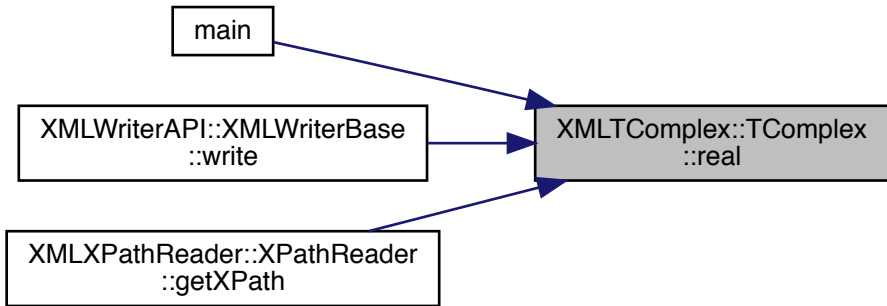 main
XMLWriterAPI::XMLWriterBase
::write
XMLXPathReader::XPathReader
::getXPath
XMLTComplex::TComplex
::real